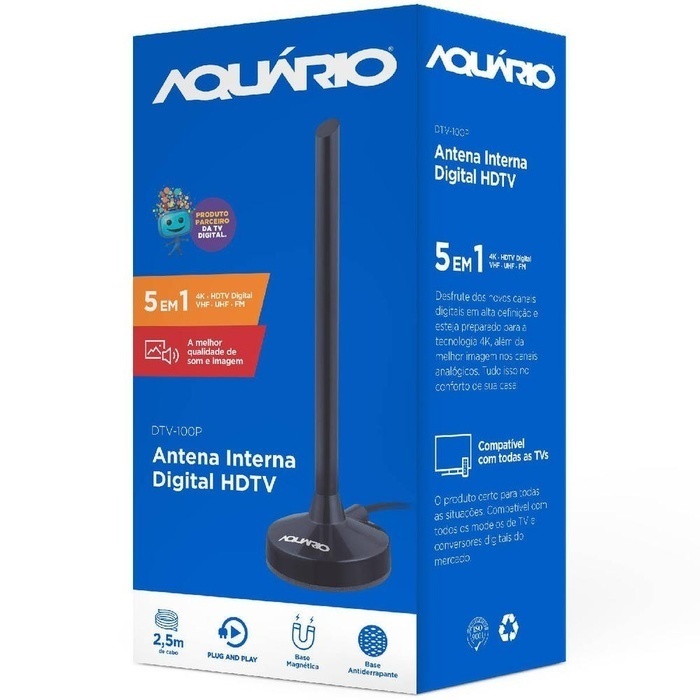 AQUÁRIO®
PRODUTO
PARCEIRO
DA TV
DIGITAL.
5 EM 1
4K · HDTV Digital
VHF · UHF · FM
A melhor
qualidade de
som e imagem
DTV-100P
Antena Interna
Digital HDTV
AQUÁRIO
2,5m
de cabo
PLUG AND PLAY
Base
Magnética
Base
Antiderrapante
AQUÁRIO
DTV-100P
Antena Interna
Digital HDTV
5 EM 1
4K · HDTV Digital
VHF · UHF · FM
Desfrute dos novos canais
digitais em alta definição e
esteja preparado para a
tecnologia 4K, além da
melhor imagem nos canais
analógicos. Tudo isso no
conforto de sua casa.
Compatível
com todas as TVs
O produto certo para todas
as situações. Compatível com
todos os modelos de TV e
conversores digitais do
mercado.
ISO
9001